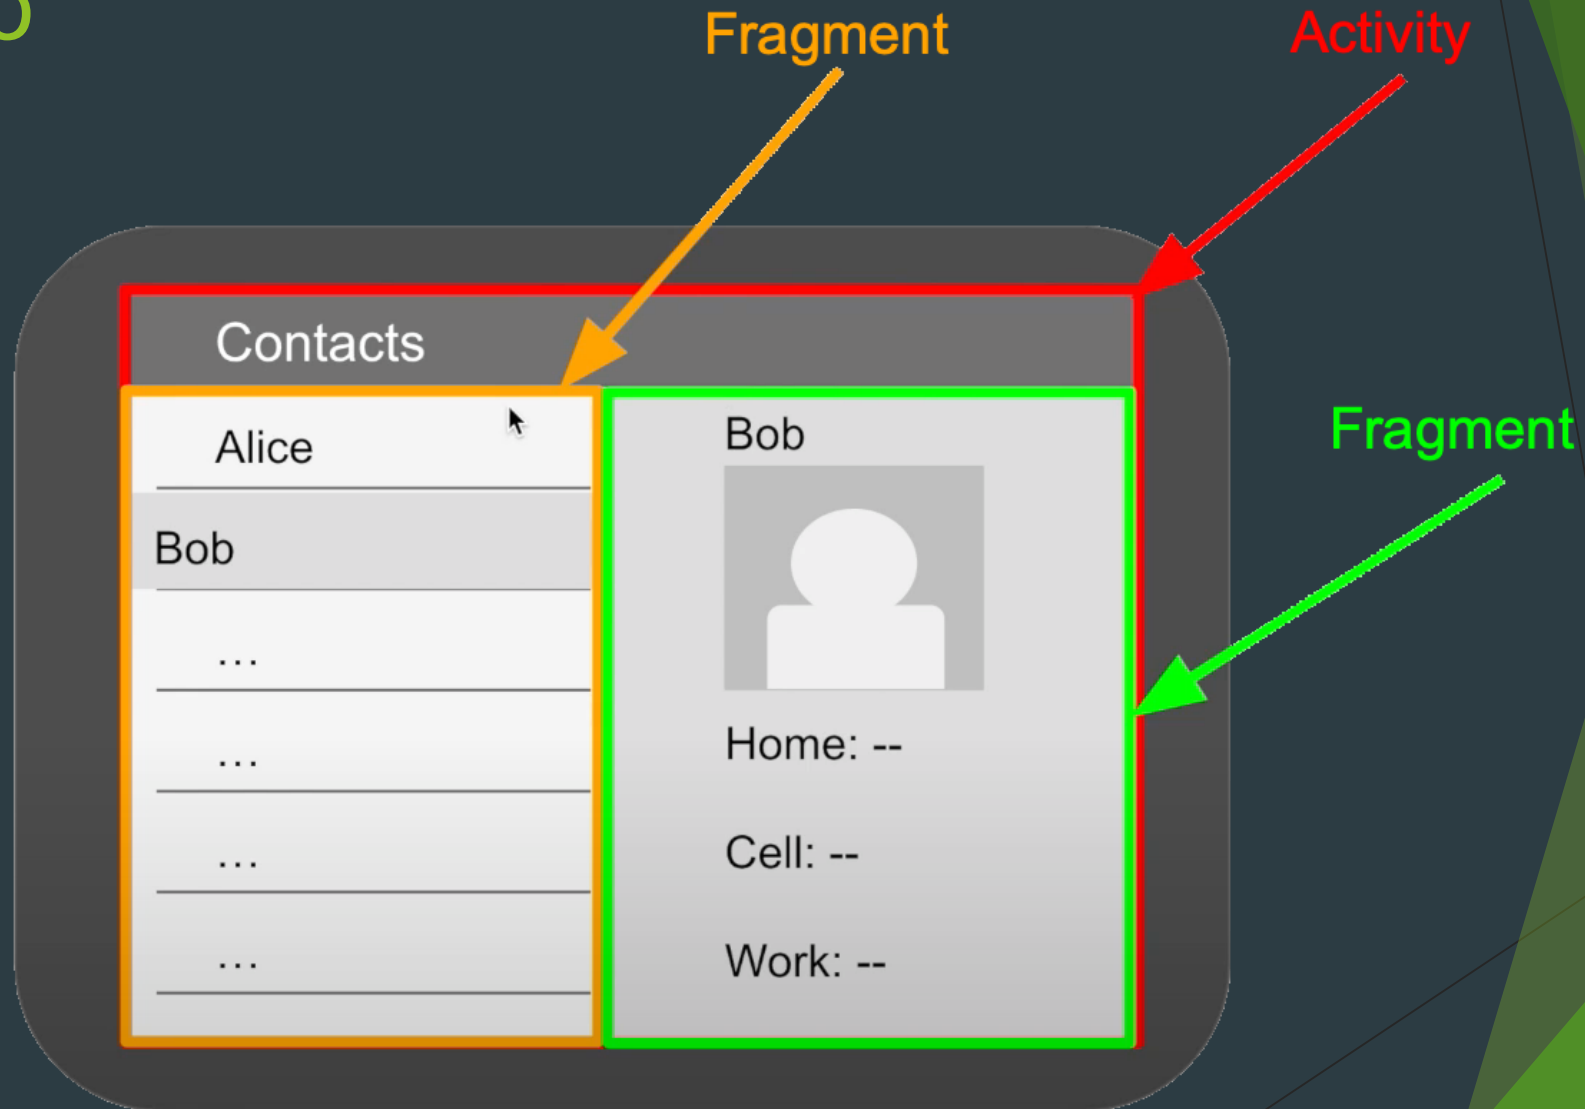 Fragment
Activity
Contacts
Alice
Bob
...
...
...
...
Bob
Home: --
Cell: --
Work: --
Fragment